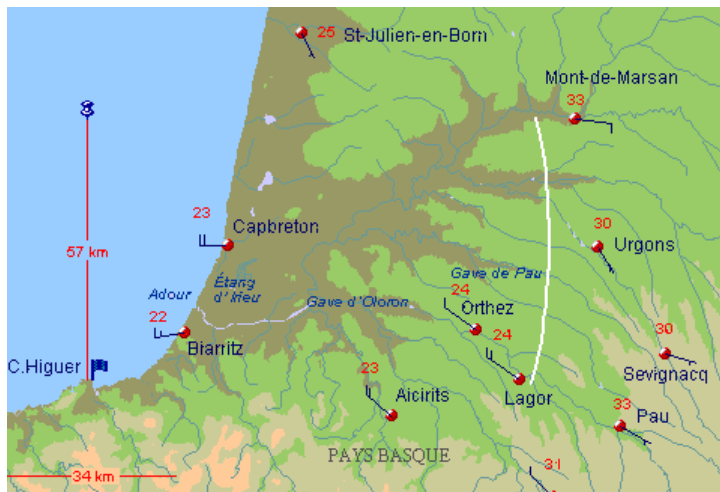 25
St-Julien-en-Born
Mont-de-Marsan
33
23
Capbreton
30
Urgons
57 km
Étang
d'Irieu
Gave de Pau
Adour
24
Gave d'Oloron
Orthez
22
Biarritz
24
30
C.Higuer
23
Sevignacq
Aicirits
Lagor
33
Pau
PAYS BASQUE
31
34 km